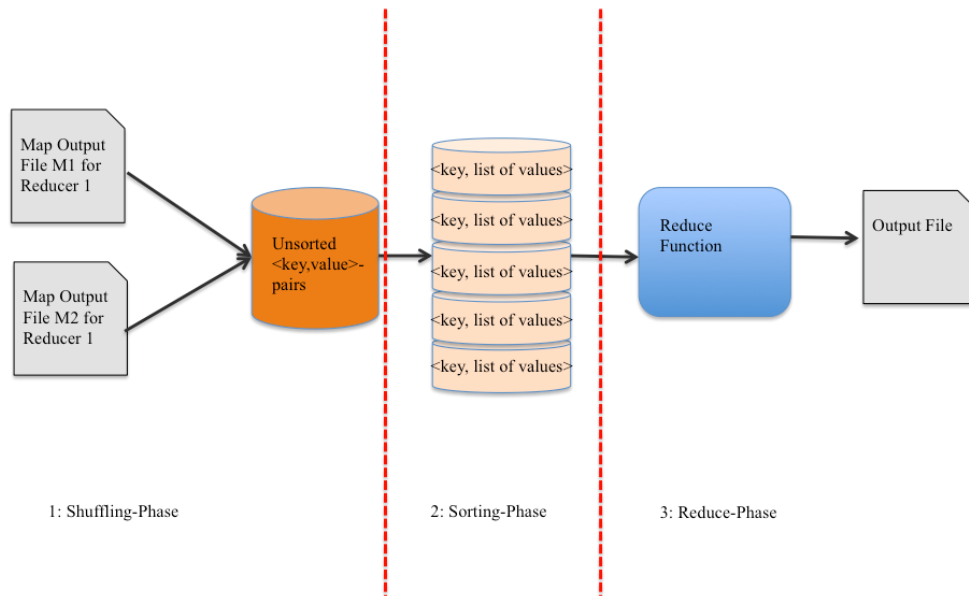 Map Output
File M1 for
Reducer 1
Map Output
File M2 for
Reducer 1
Unsorted
<key,value>-
pairs
<key, list of values>
<key, list of values>
<key, list of values>
<key, list of values>
<key, list of values>
Reduce
Function
Output File
1: Shuffling-Phase
2: Sorting-Phase
3: Reduce-Phase